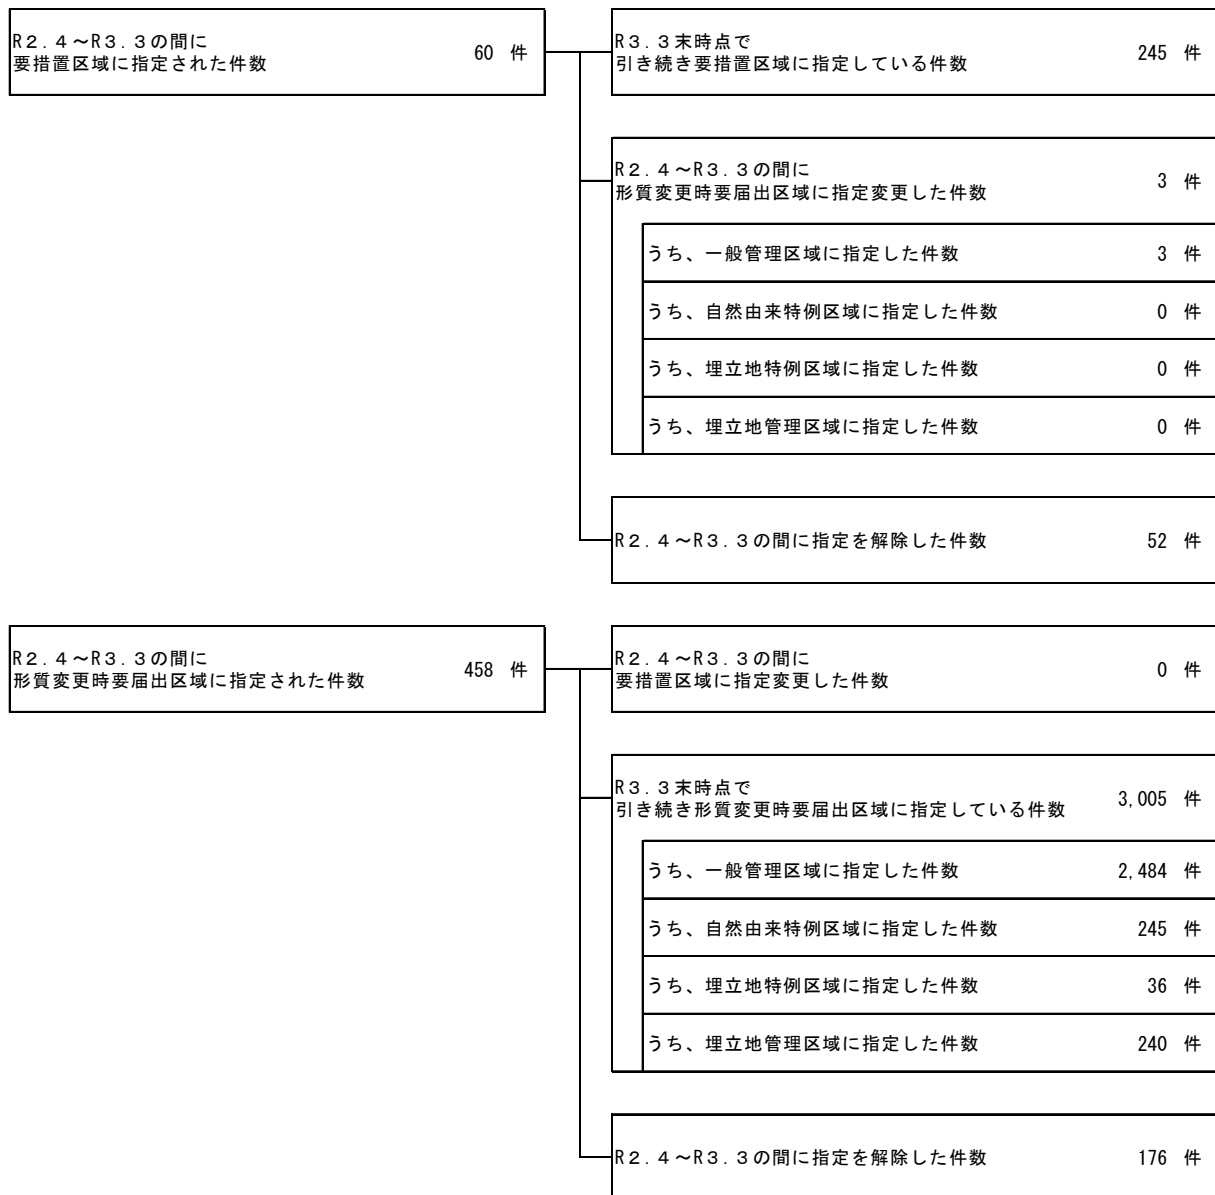 R2.4～R3.3の間に
要措置区域に指定された件数 60 件
R3.3末時点で
引き続き要措置区域に指定している件数 245 件
R2.4～R3.3の間に
形質変更時要届出区域に指定変更した件数 3 件
うち、一般管理区域に指定した件数 3 件
うち、自然由来特例区域に指定した件数 0 件
うち、埋立地特例区域に指定した件数 0 件
うち、埋立地管理区域に指定した件数 0 件
R2.4～R3.3の間に指定を解除した件数 52 件
R2.4～R3.3の間に
形質変更時要届出区域に指定された件数 458 件
R2.4～R3.3の間に
要措置区域に指定変更した件数 0 件
R3.3末時点で
引き続き形質変更時要届出区域に指定している件数 3,005 件
うち、一般管理区域に指定した件数 2,484 件
うち、自然由来特例区域に指定した件数 245 件
うち、埋立地特例区域に指定した件数 36 件
うち、埋立地管理区域に指定した件数 240 件
R2.4～R3.3の間に指定を解除した件数 176 件